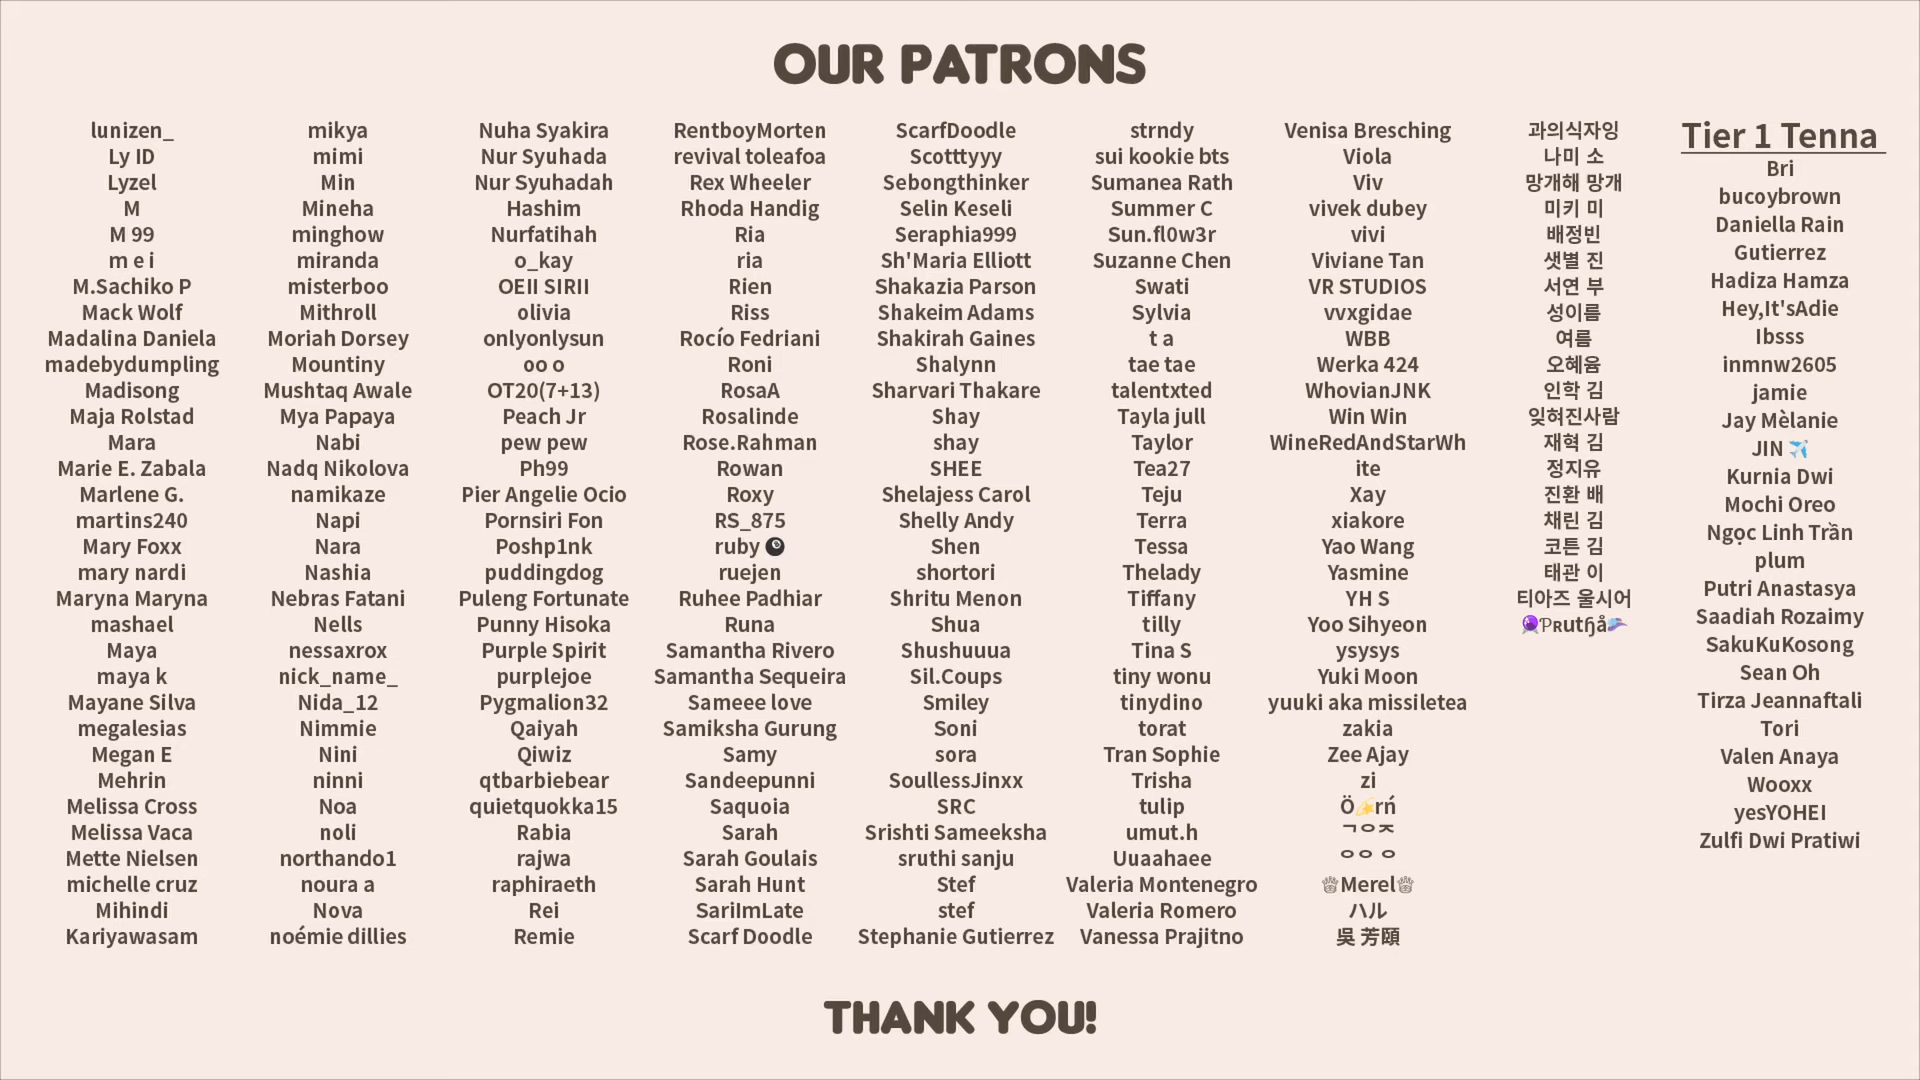 OUR PATRONS
lunizen_
Ly ID
Lyzel
M
M 99
m e i
M.Sachiko P
Mack Wolf
Madalina Daniela
madebydumpling
Madisong
Maja Rolstad
Mara
Marie E. Zabala
Marlene G.
martins240
Mary Foxx
mary nardi
Maryna Maryna
mashael
Maya
maya k
Mayane Silva
megalesias
Megan E
Mehrin
Melissa Cross
Melissa Vaca
Mette Nielsen
michelle cruz
Mihindi
Kariyawasam
mikya
mimi
Min
Mineha
minghow
miranda
misterboo
Mithroll
Moriah Dorsey
Mountiny
Mushtaq Awale
Mya Papaya
Nabi
Nadq Nikolova
namikaze
Napi
Nara
Nashia
Nebras Fatani
Nells
nessaxrox
nick_name_
Nida_12
Nimmie
Nini
ninni
Noa
noli
northando1
noura a
Nova
noémie dillies
Nuha Syakira
Nur Syuhada
Nur Syuhadah
Hashim
Nurfatihah
o_kay
OEII SIRII
olivia
onlyonlysun
oo o
OT20(7+13)
Peach Jr
pew pew
Ph99
Pier Angelie Ocio
Pornsiri Fon
Poshp1nk
puddingdog
Puleng Fortunate
Punny Hisoka
Purple Spirit
purplejoe
Pygmalion32
Qaiyah
Qiwiz
qtbarbiebear
quietquokka15
Rabia
rajwa
raphiraeth
Rei
Remie
RentboyMorten
revival toleafoa
Rex Wheeler
Rhoda Handig
Ria
ria
Rien
Riss
Rocío Fedriani
Roni
RosaA
Rosalinde
Rose.Rahman
Rowan
Roxy
RS_875
ruby 🎱
ruejen
Ruhee Padhiar
Runa
Samantha Rivero
Samantha Sequeira
Sameee love
Samiksha Gurung
Samy
Sandeepunni
Saquoia
Sarah
Sarah Goulais
Sarah Hunt
SariImLate
Scarf Doodle
ScarfDoodle
Scotttyyy
Sebongthinker
Selin Keseli
Seraphia999
Sh'Maria Elliott
Shakazia Parson
Shakeim Adams
Shakirah Gaines
Shalynn
Sharvari Thakare
Shay
shay
SHEE
Shelajess Carol
Shelly Andy
Shen
shortori
Shritu Menon
Shua
Shushuuua
Sil.Coups
Smiley
Soni
sora
SoullessJinxx
SRC
Srishti Sameeksha
sruthi sanju
Stef
stef
Stephanie Gutierrez
strndy
sui kookie bts
Sumanea Rath
Summer C
Sun.fl0w3r
Suzanne Chen
Swati
Sylvia
t a
tae tae
talentxted
Tayla jull
Taylor
Tea27
Teju
Terra
Tessa
Thelady
Tiffany
tilly
Tina S
tiny wonu
tinydino
torat
Tran Sophie
Trisha
tulip
umut.h
Uuaahaee
Valeria Montenegro
Valeria Romero
Vanessa Prajitno
Venisa Bresching
Viola
Viv
vivek dubey
vivi
Viviane Tan
VR STUDIOS
vvxgidae
WBB
Werka 424
WhovianJNK
Win Win
WineRedAndStarWh
ite
Xay
xiakore
Yao Wang
Yasmine
YH S
Yoo Sihyeon
ysysys
Yuki Moon
yuuki aka missiletea
zakia
Zee Ajay
zi
Ö💫rń
ᄀᄋᄌ
ᄋᄋ ᄋ
♕Merel♕
ハル
吳 芳頤
과의식자잉
나미 소
망개해 망개
미키 미
배정빈
샛별 진
서연 부
성이름
여름
오혜윰
인학 김
잊혀진사람
재혁 김
정지유
진환 배
채린 김
코튼 김
태관 이
티아즈 울시어
🔮Ƥʀutɧå🧢
Tier 1 Tenna
Bri
bucoybrown
Daniella Rain
Gutierrez
Hadiza Hamza
Hey,It'sAdie
Ibsss
inmnw2605
jamie
Jay Mèlanie
JIN ✈️
Kurnia Dwi
Mochi Oreo
Ngọc Linh Trần
plum
Putri Anastasya
Saadiah Rozaimy
SakuKuKosong
Sean Oh
Tirza Jeannaftali
Tori
Valen Anaya
Wooxx
yesYOHEI
Zulfi Dwi Pratiwi
THANK YOU!